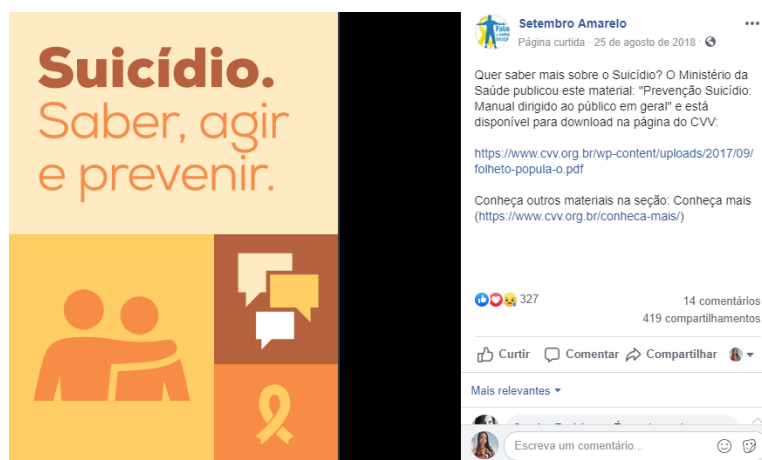 Suicídio.
Saber, agir
e prevenir.
Setembro Amarelo
Página curtida · 25 de agosto de 2018 ·
Quer saber mais sobre o Suicídio? O Ministério da
Saúde publicou este material: "Prevenção Suicídio:
Manual dirigido ao público em geral" e está
disponível para download na página do CVV:
https://www.cvv.org.br/wp-content/uploads/2017/09/
folheto-popula-o.pdf
Conheça outros materiais na seção: Conheça mais
(https://www.cvv.org.br/conheca-mais/)
327
14 comentários
419 compartilhamentos
Curtir
Comentar
Compartilhar
Mais relevantes
Escreva um comentário...